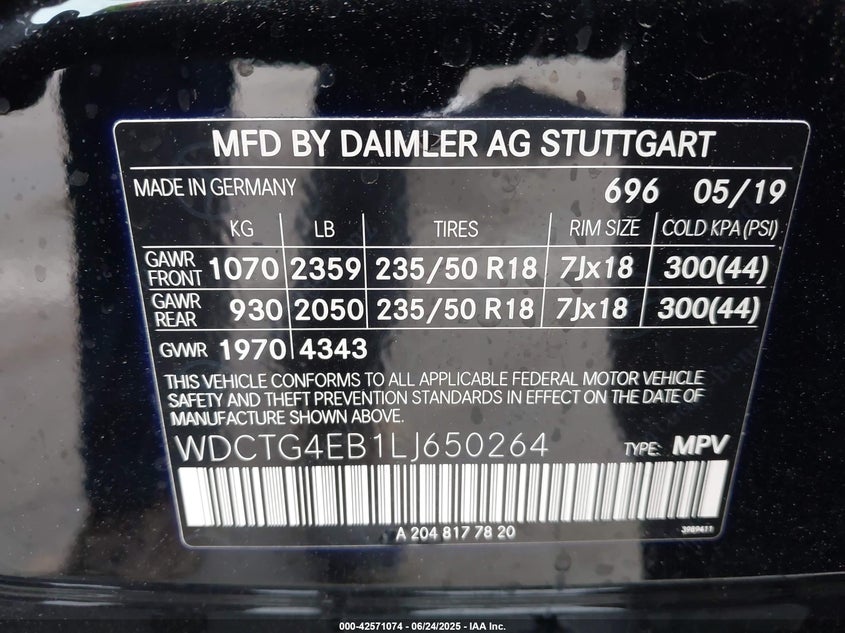 MFD BY DAIMLER AG STUTTGART
MADE IN GERMANY 696 05/19
KG LB TIRES RIM SIZE COLD KPA (PSI)
GAWR FRONT 1070 2359 235/50 R18 7Jx18 300(44)
GAWR REAR 930 2050 235/50 R18 7Jx18 300(44)
GVWR 1970 4343
THIS VEHICLE CONFORMS TO ALL APPLICABLE FEDERAL MOTOR VEHICLE
SAFETY AND THEFT PREVENTION STANDARDS IN EFFECT ON THE DATE OF
MANUFACTURE SHOWN ABOVE.
WDCTG4EB1LJ650264 TYPE: MPV
A 204 817 78 20 3989411
000-42571074 - 06/24/2025 - IAA Inc.